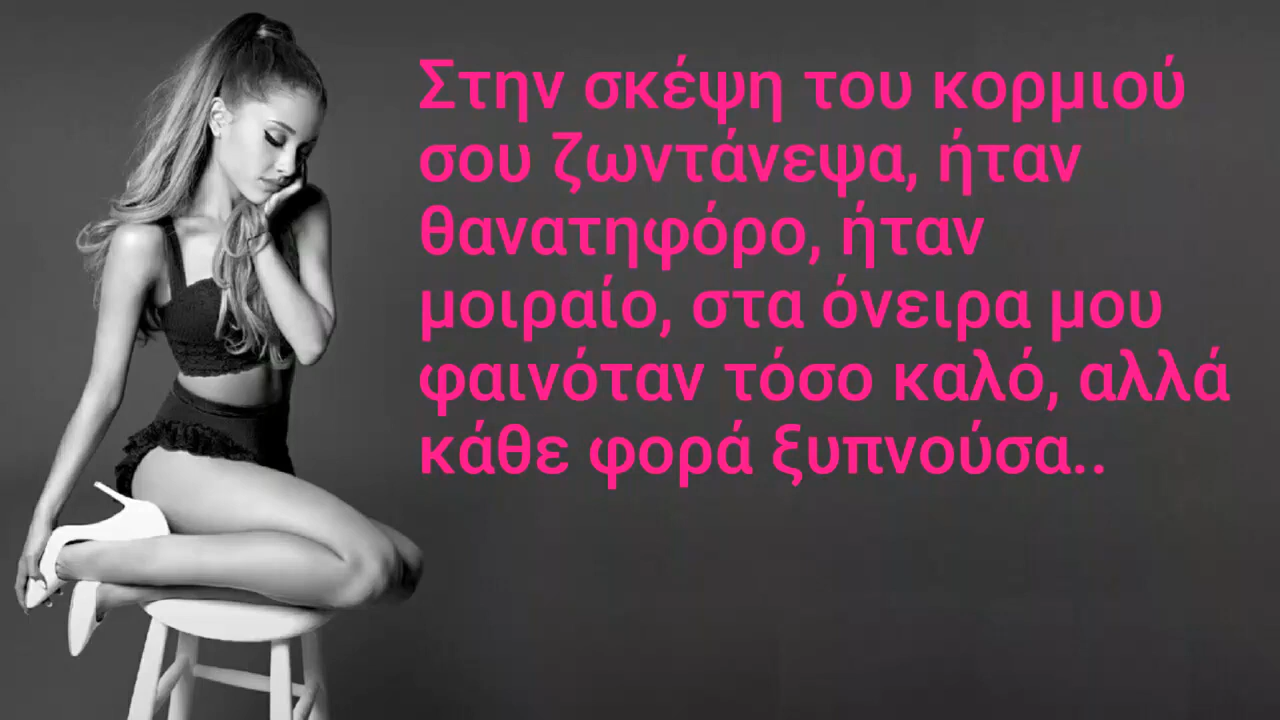 Στην σκέψη του κορμιού
σου ζωντάνεψα, ήταν
θανατηφόρο, ήταν
μοιραίο, στα όνειρα μου
φαινόταν τόσο καλό, αλλά
κάθε φορά ξυπνούσα..